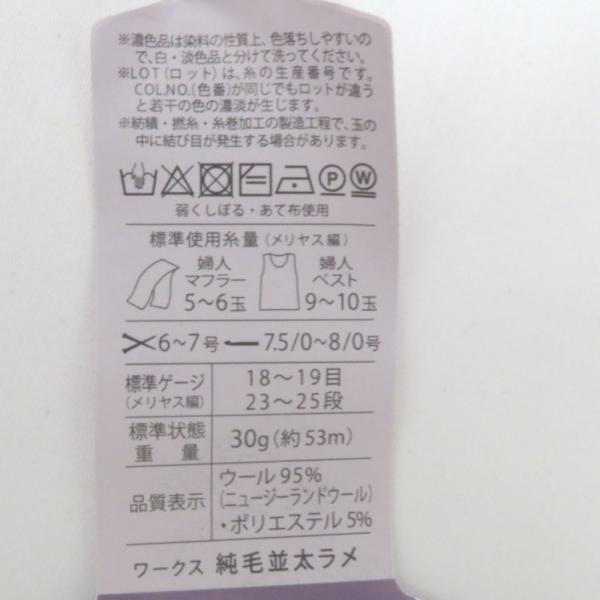 ※濃色品は染料の性質上、色落ちしやすいの
で、白・淡色品と分けて洗ってください。
※LOT(ロット)は、糸の生産番号です。
COL.NO.(色番)が同じでもロットが違う
と若干の色の濃淡が生じます。
※紡績・撚糸・糸巻加工の製造工程で、玉の
中に結び目が発生する場合があります。
P W
弱くしぼる・あて布使用
標準使用糸量(メリヤス編)
婦人
マフラー
5〜6玉
婦人
ベスト
9〜10玉
6〜7号 7.5/0〜8/0号
標準ゲージ
(メリヤス編)
18〜19目
23〜25段
標準状態
重量
30g(約53m)
品質表示
ウール95%
(ニュージーランドウール)
・ポリエステル5%
ワークス 純毛並太ラメ